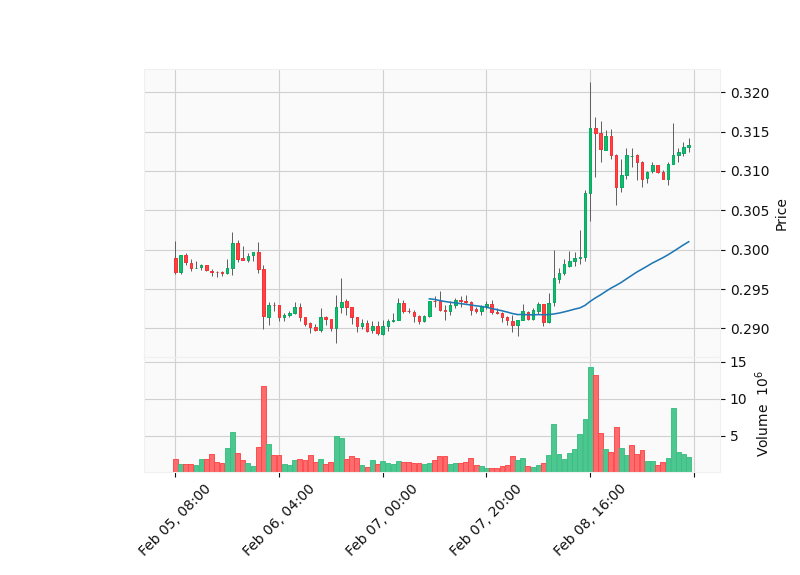 0.320
0.315
0.310
0.305
0.300
0.295
0.290
Price
15
10
5
Volume 10^6
Feb 05, 08:00
Feb 06, 04:00
Feb 07, 00:00
Feb 07, 20:00
Feb 08, 16:00